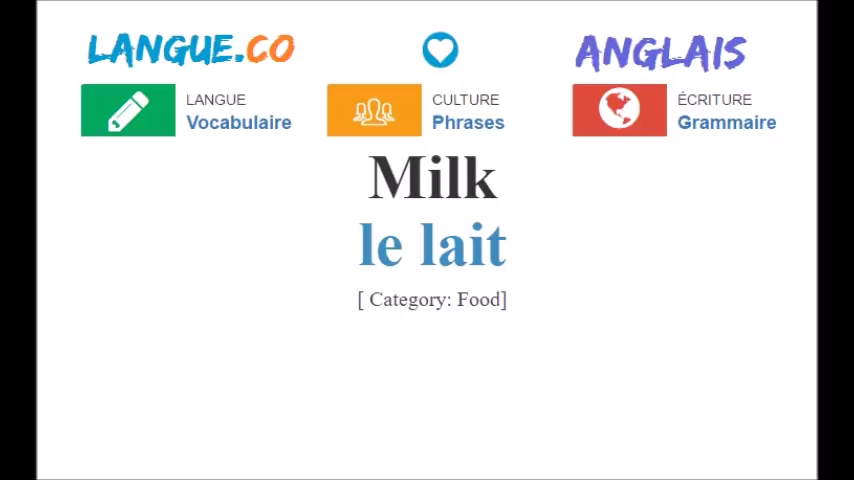 LANGUE.CO
ANGLAIS
LANGUE
Vocabulaire
CULTURE
Phrases
ÉCRITURE
Grammaire
Milk
le lait
[ Category: Food]